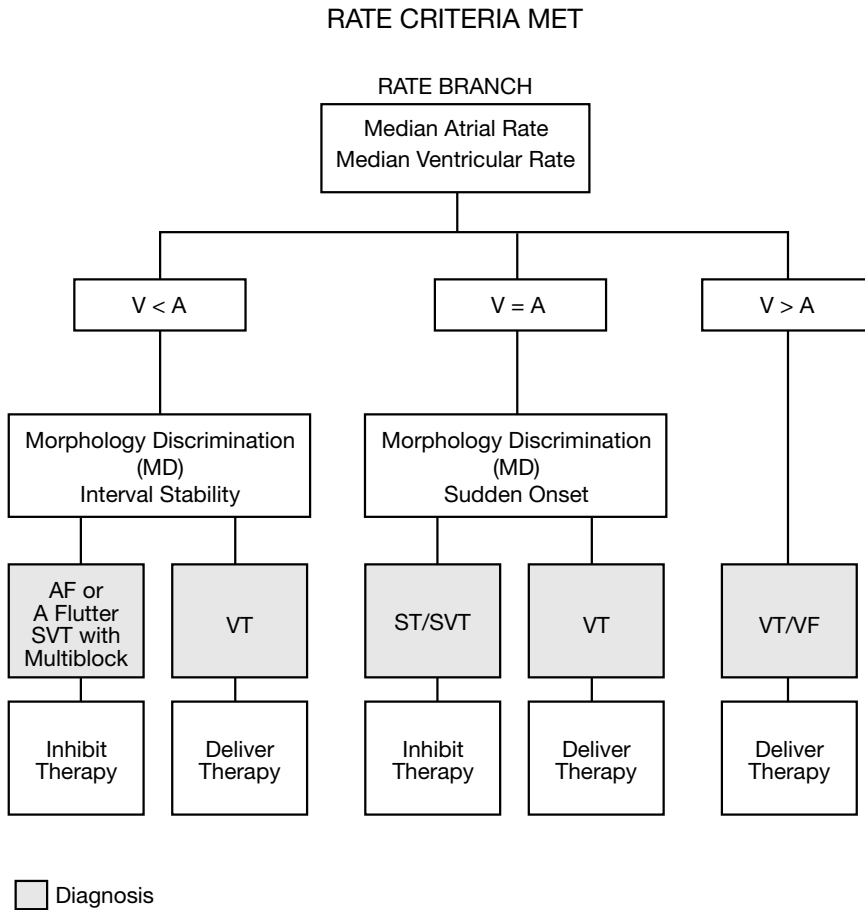 RATE CRITERIA MET
RATE BRANCH
Median Atrial Rate
Median Ventricular Rate
V < A
V = A
V > A
Morphology Discrimination
(MD)
Interval Stability
Morphology Discrimination
(MD)
Sudden Onset
AF or
A Flutter
SVT with
Multiblock
VT
ST/SVT
VT
VT/VF
Inhibit
Therapy
Deliver
Therapy
Inhibit
Therapy
Deliver
Therapy
Deliver
Therapy
Diagnosis